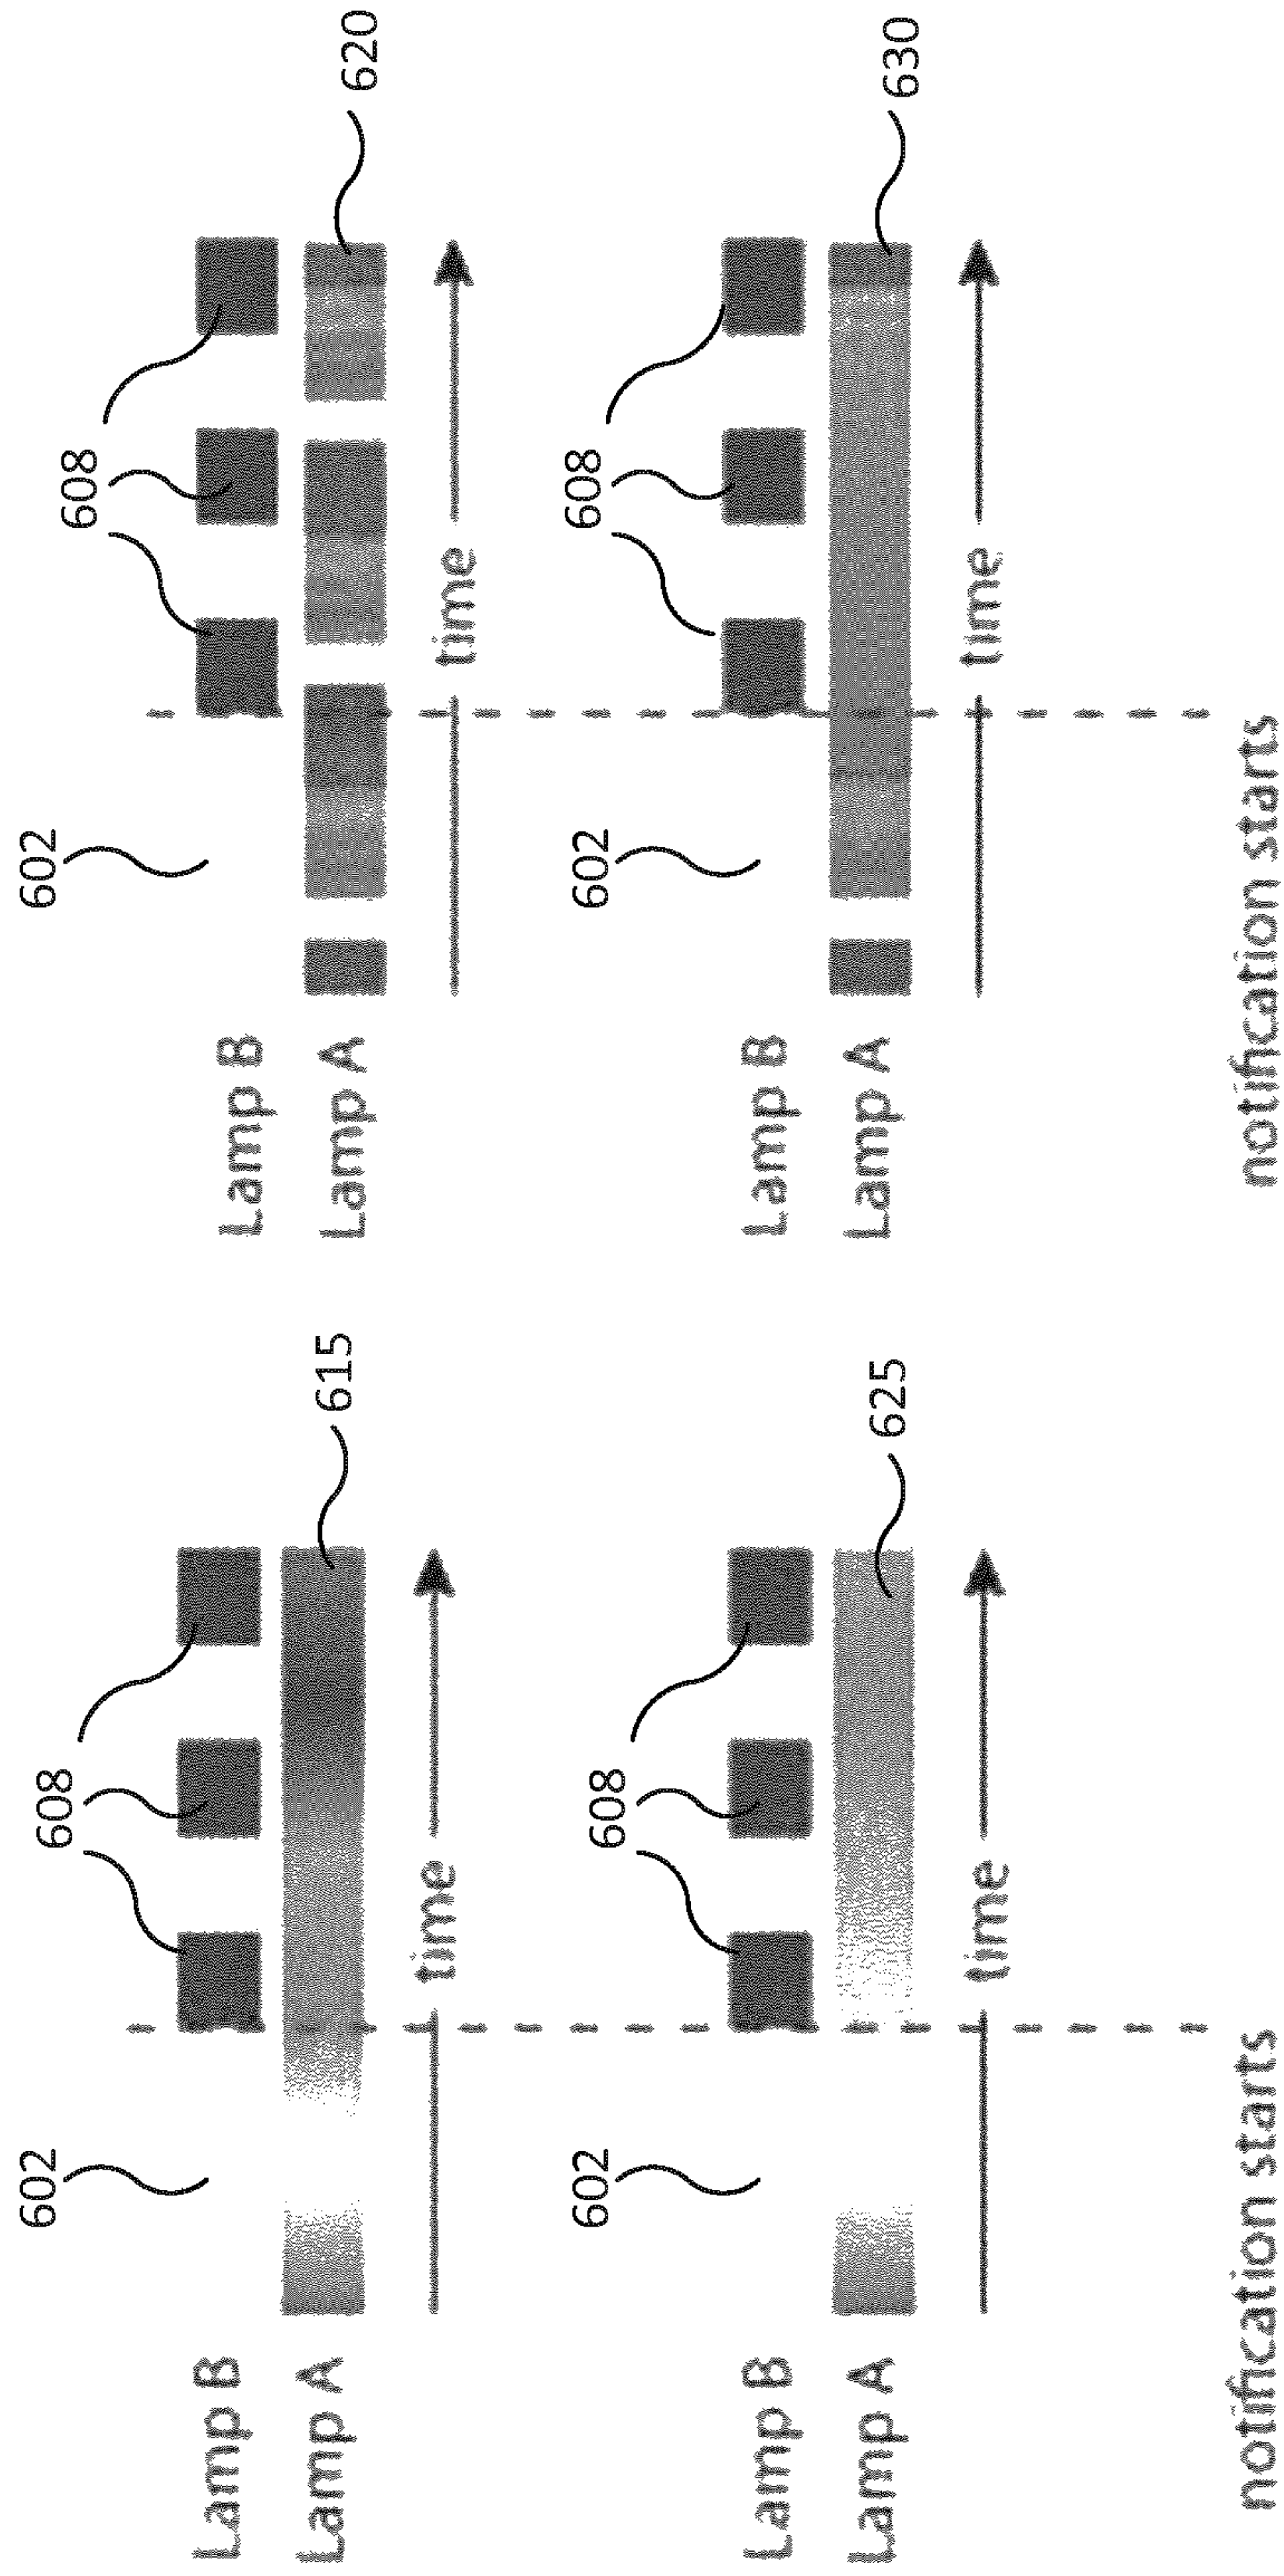 602 608
Lamp B
Lamp A 615
time
602 608
Lamp B
Lamp A 620
time
602 608
Lamp B
Lamp A 625
time
notification starts
602 608
Lamp B
Lamp A 630
time
notification starts